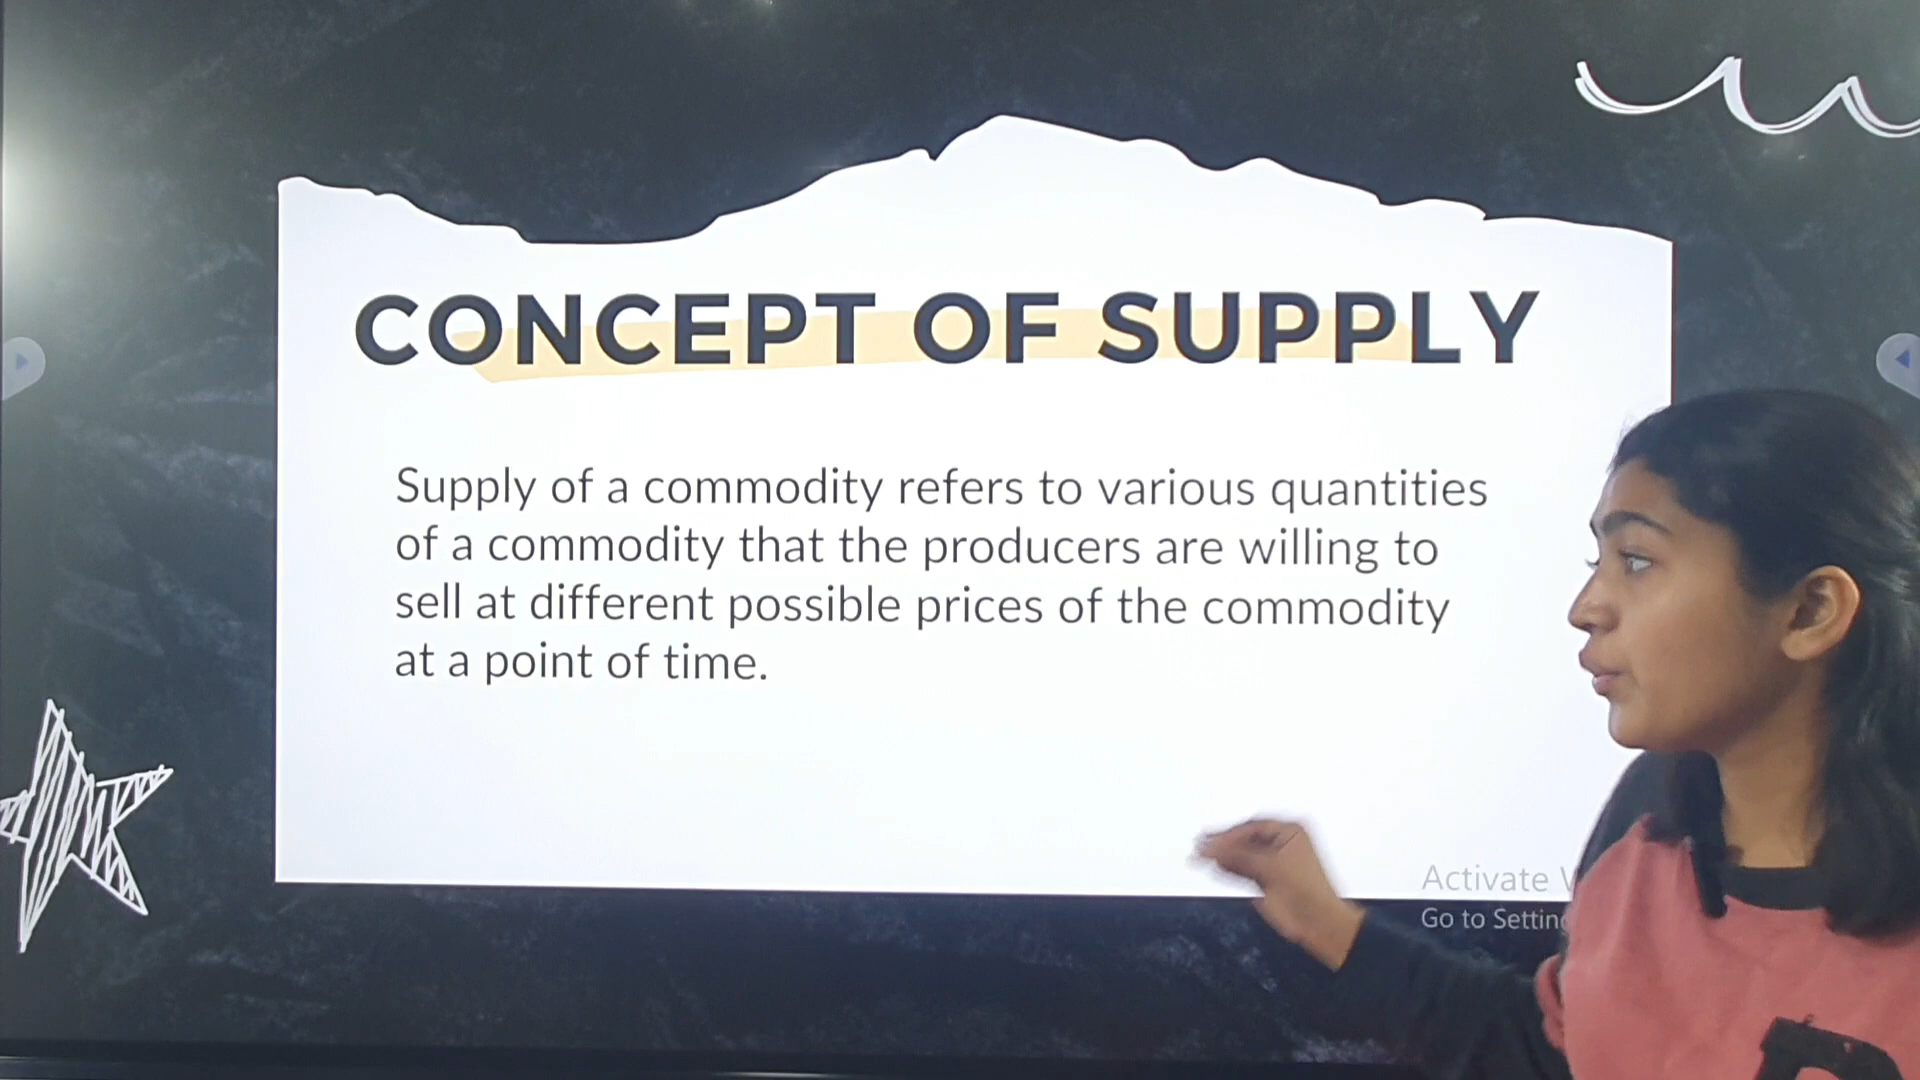 CONCEPT OF SUPPLY
Supply of a commodity refers to various quantities
of a commodity that the producers are willing to
sell at different possible prices of the commodity
at a point of time.
Activate
Go to